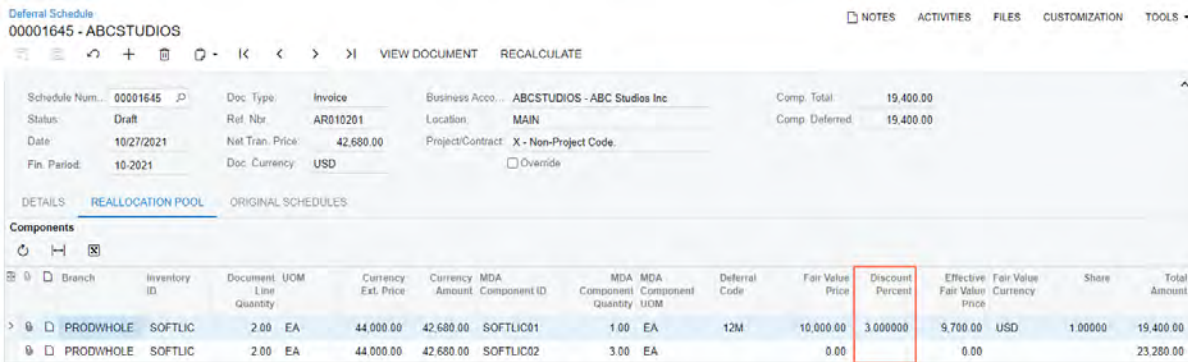 Deferral Schedule
00001645 - ABCSTUDIOS
NOTES ACTIVITIES FILES CUSTOMIZATION TOOLS
VIEW DOCUMENT RECALCULATE
Schedule Num... 00001645 Doc. Type: Invoice Business Acco... ABCSTUDIOS - ABC Studios Inc Comp. Total: 19,400.00
Status: Draft Ref. Nbr. AR010201 Location: MAIN Comp. Deferred: 19,400.00
Date: 10/27/2021 Net Tran. Price: 42,680.00 Project/Contract: X - Non-Project Code.
Fin. Period: 10-2021 Doc. Currency: USD Override
DETAILS REALLOCATION POOL ORIGINAL SCHEDULES
Components
Branch Inventory Document UOM Currency Currency MDA MDA MDA Deferral Fair Value Discount Effective Fair Value Share Total
ID Line Ext. Price Amount Component ID Component Component Code Price Percent Fair Value Currency Amount
Quantity Quantity UOM Price
PRODWHOLE SOFTLIC 2.00 EA 44,000.00 42,680.00 SOFTLIC01 1.00 EA 12M 10,000.00 3.000000 9,700.00 USD 1.00000 19,400.00
PRODWHOLE SOFTLIC 2.00 EA 44,000.00 42,680.00 SOFTLIC02 3.00 EA 0.00 0.00 23,280.00